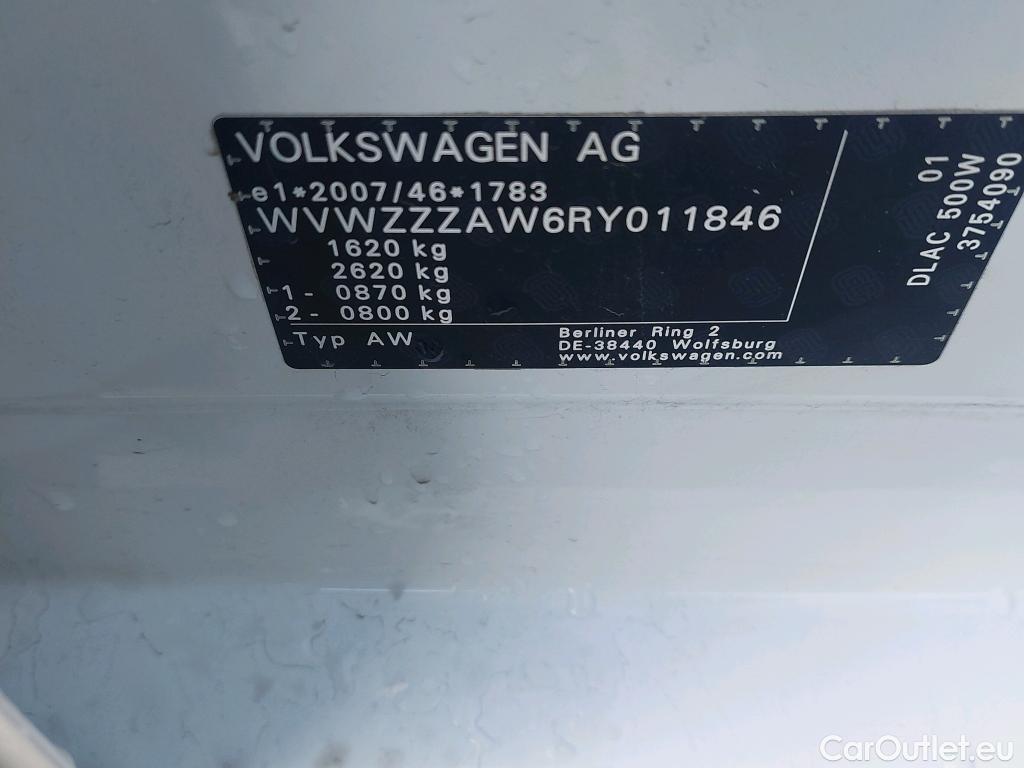 VOLKSWAGEN AG
e1*2007/46*1783
WVWZZZAW6RY011846
1620 kg
2620 kg
1- 0870 kg
2- 0800 kg
Typ AW
Berliner Ring 2
DE-38440 Wolfsburg
www.volkswagen.com
01
DLAC 500W
3754090
CarOutlet.eu